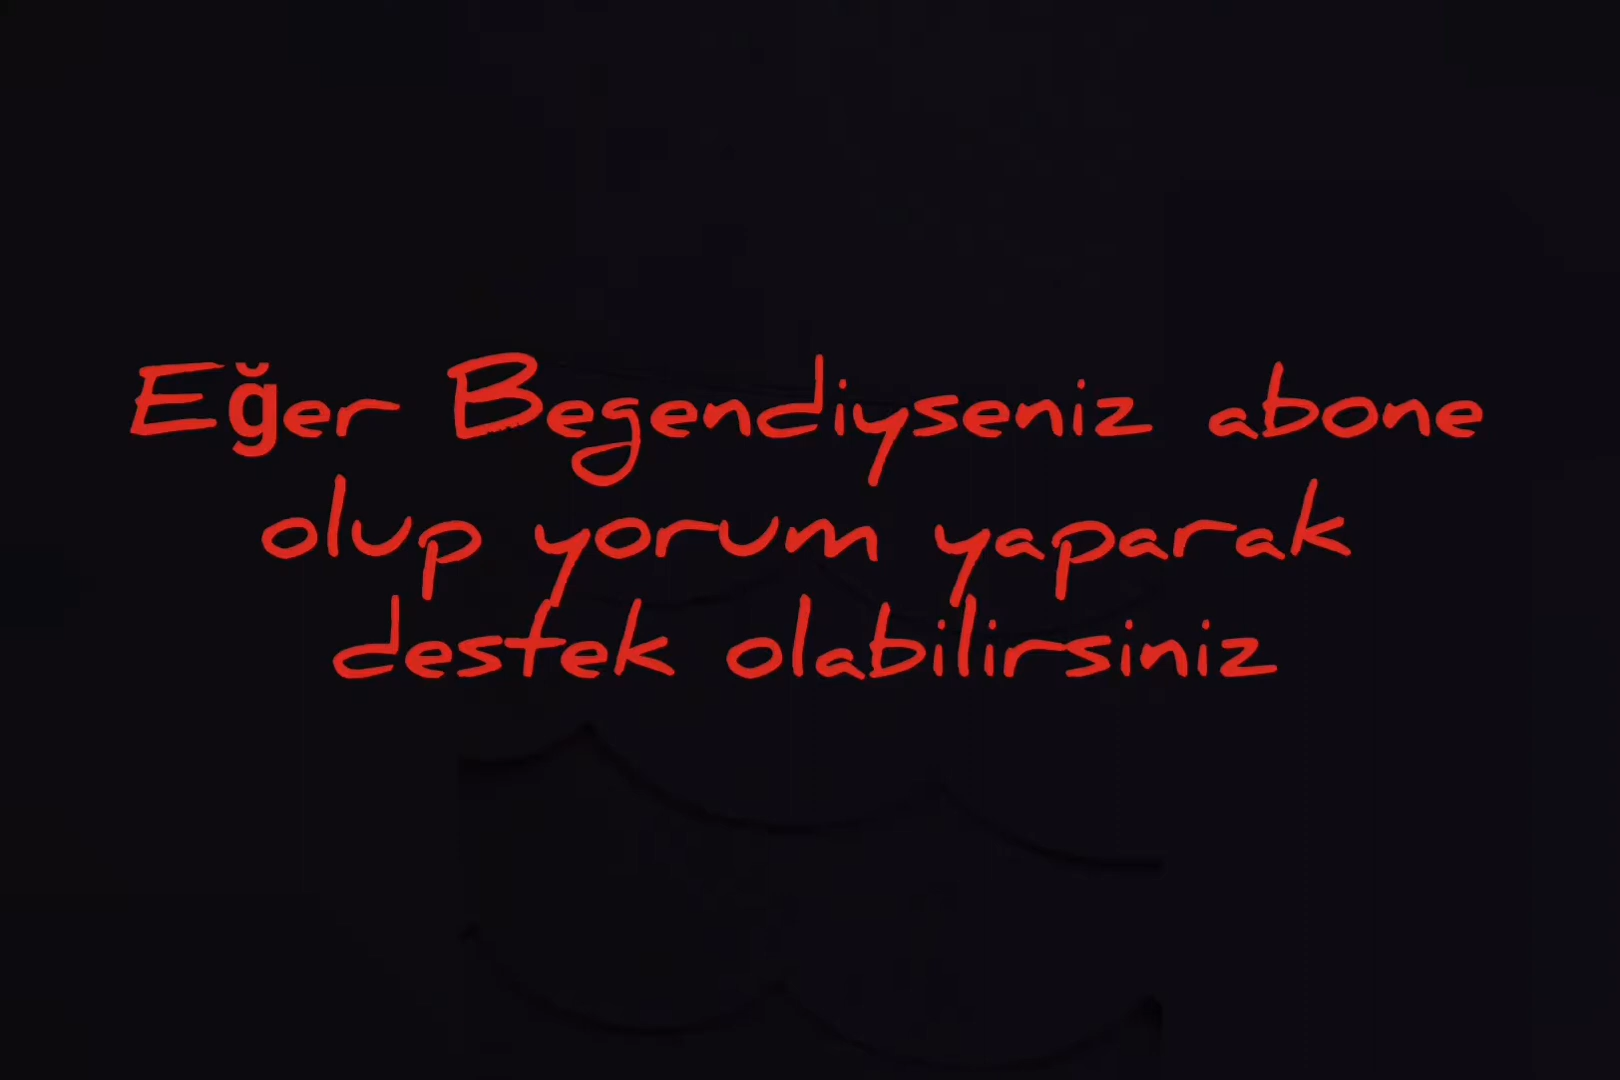 Eğer Begendiyseniz abone
olup yorum yaparak
destek olabilirsiniz